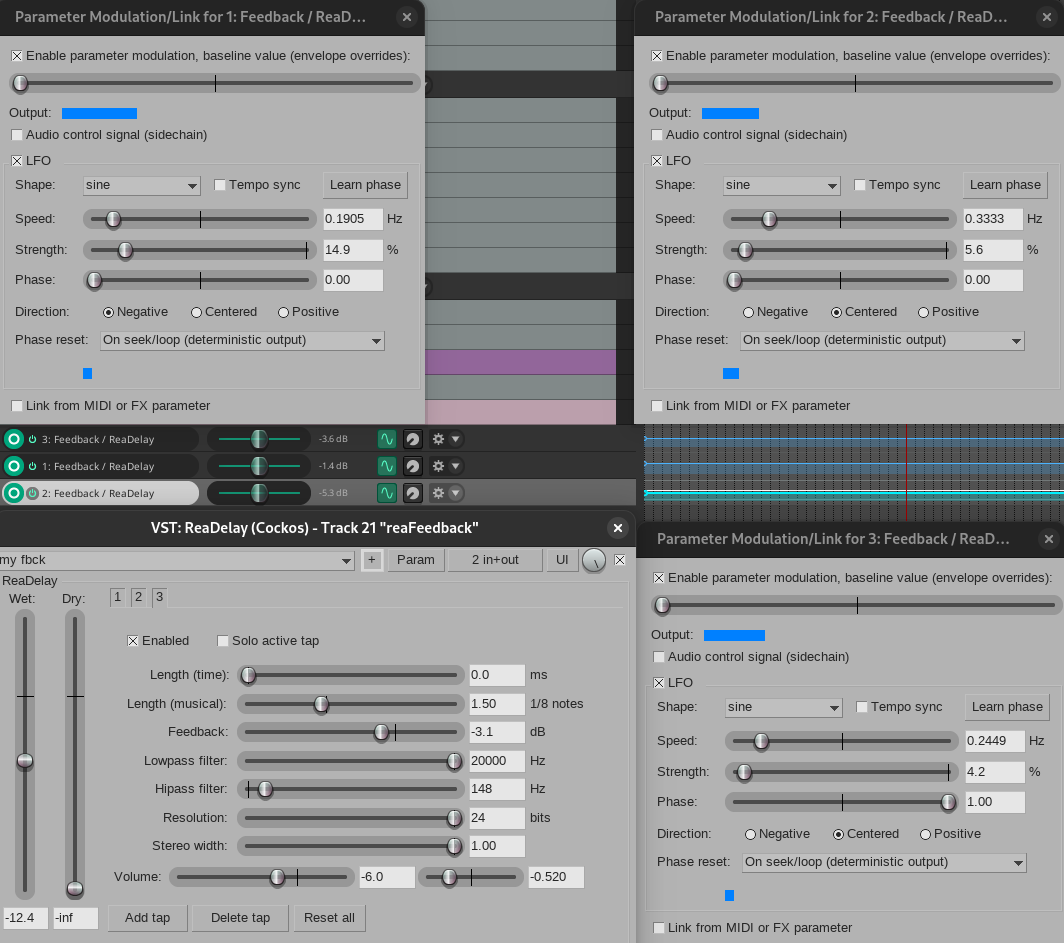 Parameter Modulation/Link for 1: Feedback / ReaD...
Enable parameter modulation, baseline value (envelope overrides):
Output:
Audio control signal (sidechain)
LFO
Shape: sine Tempo sync Learn phase
Speed: 0.1905 Hz
Strength: 14.9 %
Phase: 0.00
Direction: Negative Centered Positive
Phase reset: On seek/loop (deterministic output)
Link from MIDI or FX parameter
Parameter Modulation/Link for 2: Feedback / ReaD...
Enable parameter modulation, baseline value (envelope overrides):
Output:
Audio control signal (sidechain)
LFO
Shape: sine Tempo sync Learn phase
Speed: 0.3333 Hz
Strength: 5.6 %
Phase: 0.00
Direction: Negative Centered Positive
Phase reset: On seek/loop (deterministic output)
Link from MIDI or FX parameter
3: Feedback / ReaDelay -3.6 dB
1: Feedback / ReaDelay -1.4 dB
2: Feedback / ReaDelay -5.3 dB
VST: ReaDelay (Cockos) - Track 21 "reaFeedback"
my fbck + Param 2 in+out UI
ReaDelay
Wet: Dry: 1 2 3
Enabled Solo active tap
Length (time): 0.0 ms
Length (musical): 1.50 1/8 notes
Feedback: -3.1 dB
Lowpass filter: 20000 Hz
Hipass filter: 148 Hz
Resolution: 24 bits
Stereo width: 1.00
Volume: -6.0 -0.520
-12.4 -inf Add tap Delete tap Reset all
Parameter Modulation/Link for 3: Feedback / ReaD...
Enable parameter modulation, baseline value (envelope overrides):
Output:
Audio control signal (sidechain)
LFO
Shape: sine Tempo sync Learn phase
Speed: 0.2449 Hz
Strength: 4.2 %
Phase: 1.00
Direction: Negative Centered Positive
Phase reset: On seek/loop (deterministic output)
Link from MIDI or FX parameter